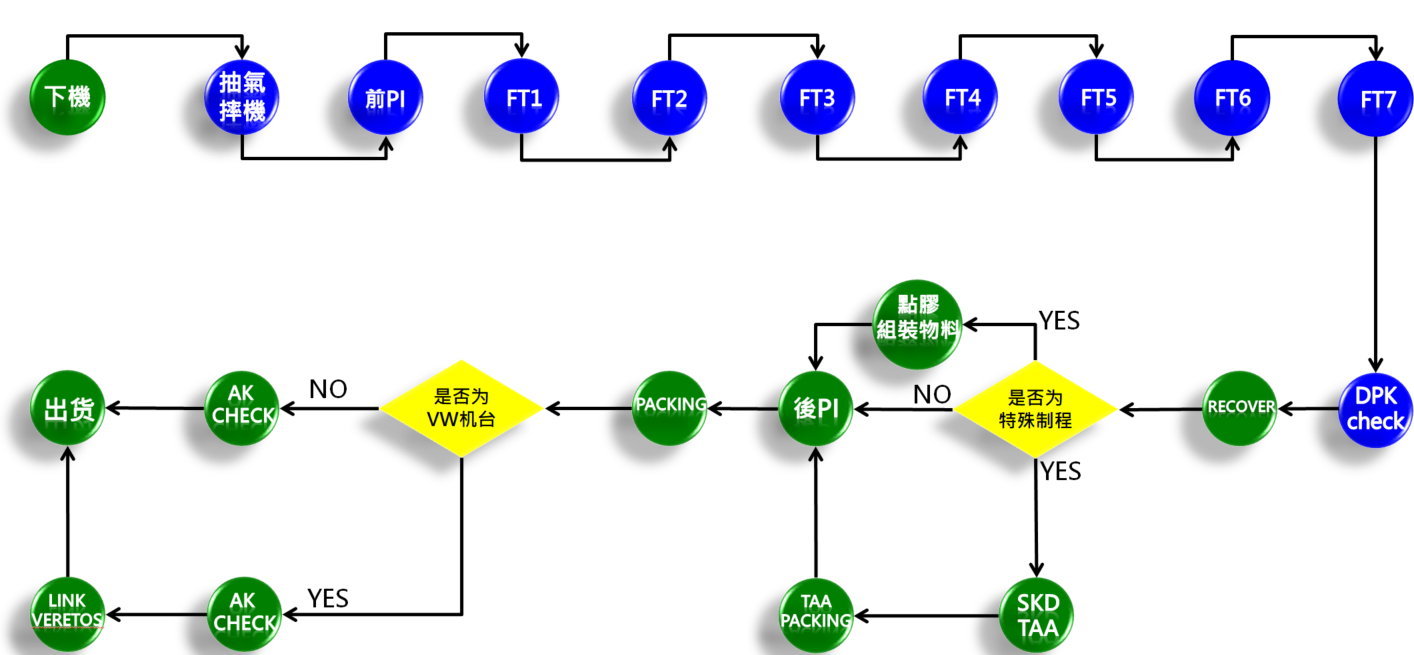 下機
抽氣
摔機
前PI
FT1
FT2
FT3
FT4
FT5
FT6
FT7
點膠
組裝物料
YES
出货
AK
CHECK
NO
是否为
VW机台
PACKING
後PI
NO
是否为
特殊制程
RECOVER
DPK
check
YES
LINK
VERETOS
AK
CHECK
YES
TAA
PACKING
SKD
TAA